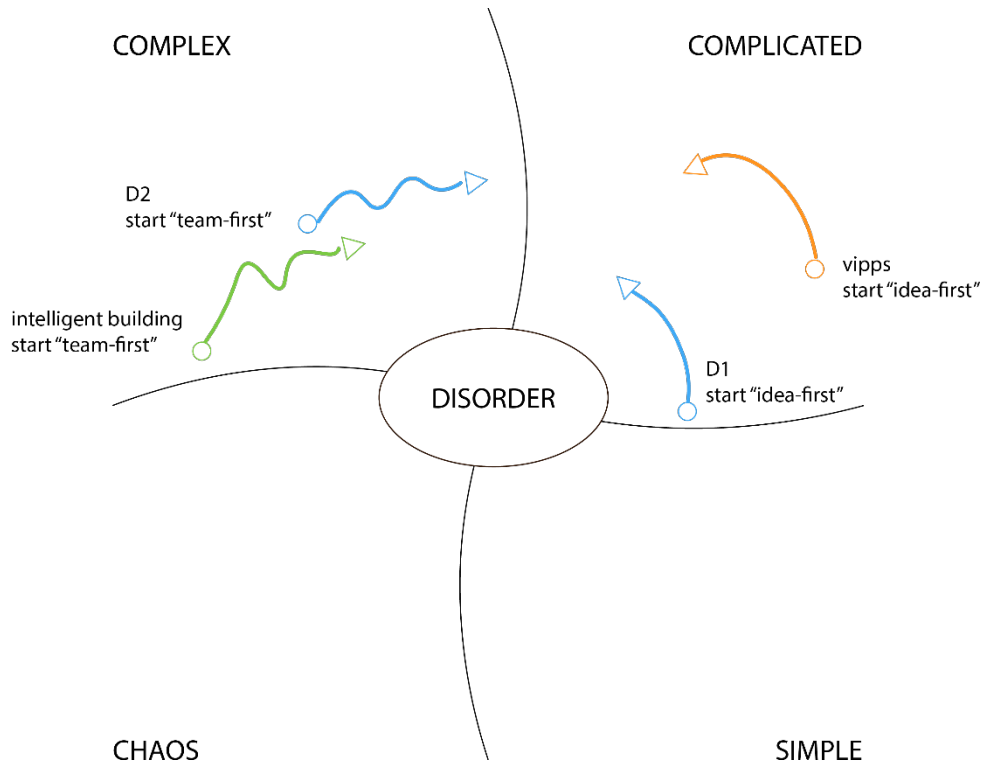 COMPLEX
COMPLICATED
D2
start "team-first"
intelligent building
start "team-first"
vipps
start "idea-first"
D1
start "idea-first"
DISORDER
CHAOS
SIMPLE